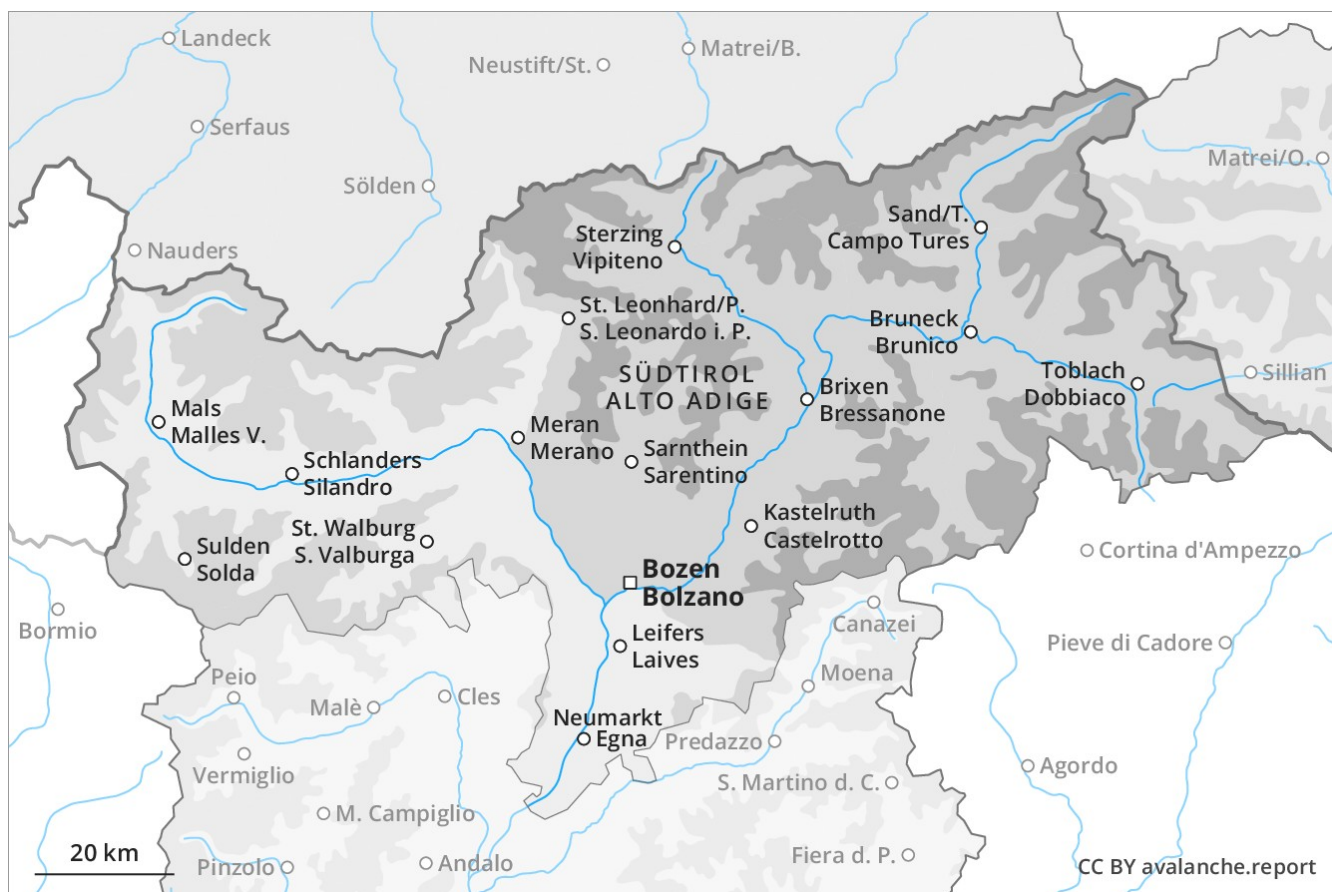 Landeck
Neustift/St.
Matrei/B.
Serfaus
Matrei/O.
Sölden
Sand/T.
Campo Tures
Sterzing
Vipiteno
Nauders
St. Leonhard/P.
S. Leonardo i. P.
Bruneck
Brunico
SÜDTIROL
ALTO ADIGE
Toblach
Dobbiaco
Sillian
Brixen
Bressanone
Mals
Malles V.
Meran
Merano
Schlanders
Silandro
Sarnthein
Sarentino
St. Walburg
S. Valburga
Kastelruth
Castelrotto
Sulden
Solda
Cortina d'Ampezzo
Bozen
Bolzano
Bormio
Canazei
Leifers
Laives
Pieve di Cadore
Peio
Moena
Malè
Cles
Neumarkt
Egna
Predazzo
Vermiglio
Agordo
S. Martino d. C.
M. Campiglio
20 km
Pinzolo
Andalo
Fiera d. P.
CC BY avalanche.report